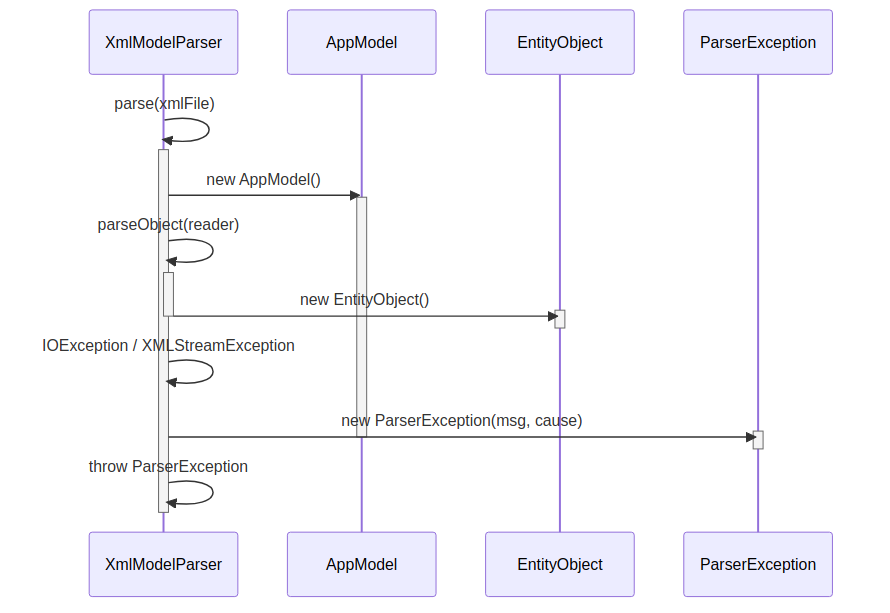 XmlModelParser
AppModel
EntityObject
ParserException
parse(xmlFile)
new AppModel()
parseObject(reader)
new EntityObject()
IOException / XMLStreamException
new ParserException(msg, cause)
throw ParserException
XmlModelParser
AppModel
EntityObject
ParserException